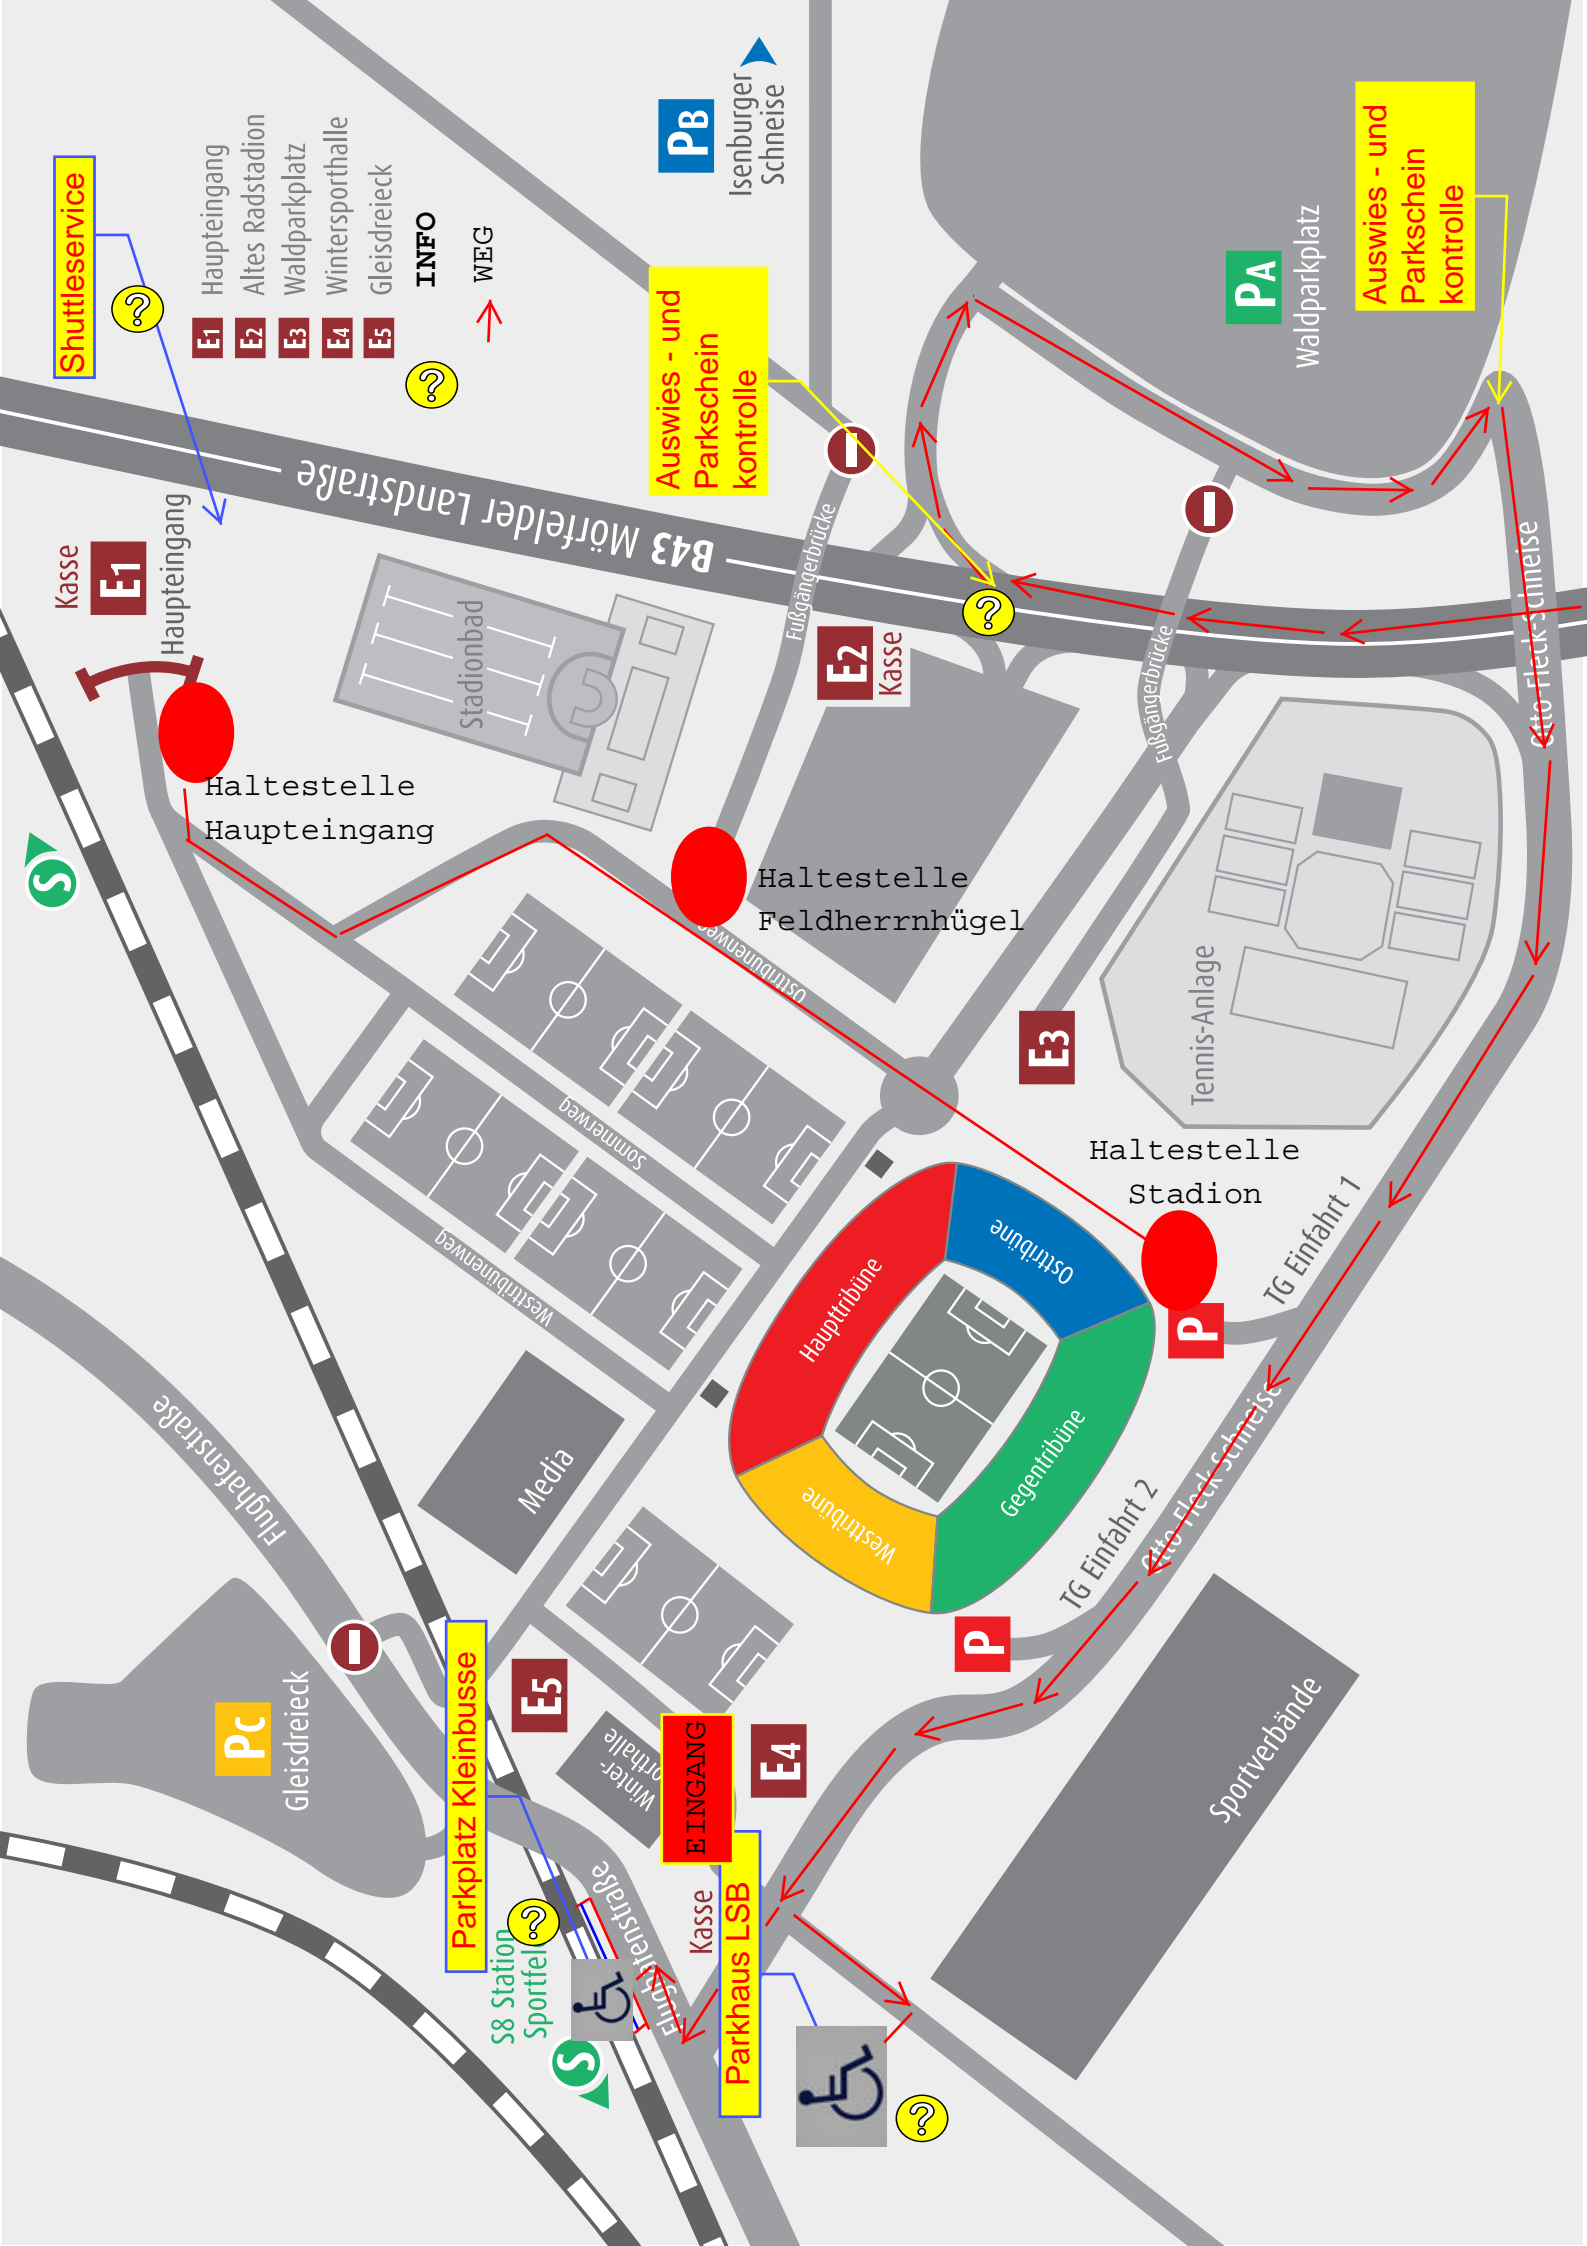 Shuttleservice
E1 Haupteingang
E2 Altes Radstadion
E3 Waldparkplatz
E4 Wintersporthalle
E5 Gleisdreieck
? INFO
WEG
PB
Isenburger
Schneise
Auswies - und
Parkschein
kontrolle
Auswies - und
Parkschein
kontrolle
PA
Waldparkplatz
Kasse
E1
Haupteingang
B43 Mörfelder Landstraße
Stadionbad
Fußgängerbrücke
E2
Kasse
?
?
Fußgängerbrücke
Otto-Fleck-Schneise
Haltestelle
Haupteingang
S
Haltestelle
Feldherrnhügel
Osttribünenweg
E3
Tennis-Anlage
Sommerweg
Westtribünenweg
Haltestelle
Stadion
TG Einfahrt 1
P
Haupttribüne
Osttribüne
Gegentribüne
Westtribüne
Media
Flughafenstraße
Otto-Fleck-Schneise
TG Einfahrt 2
P
PC
Gleisdreieck
Parkplatz Kleinbusse
E5
Winter-
EINGANG
E4
Sportverbände
Kasse
Parkhaus LSB
S8 Station
?
S
Flughafenstraße
?